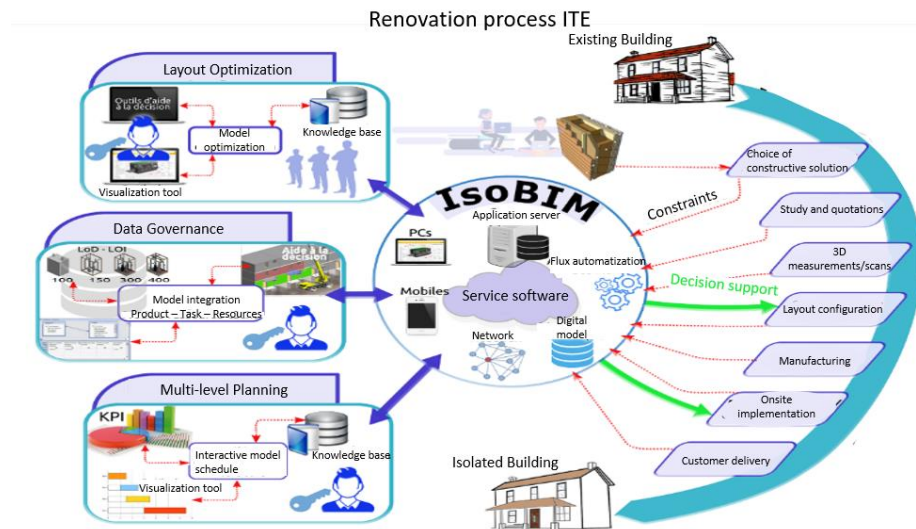 Renovation process ITE
Layout Optimization
Outils d'aide
à la décision
Model
optimization
Knowledge base
Visualization tool
Data Governance
LoD - LOI
100 150 300 400
Aide à la
décision
Model integration
Product – Task – Resources
Multi-level Planning
KPI
Interactive model
schedule
Knowledge base
Visualization tool
IsoBIM
Application server
PCs
Flux automatization
Mobiles
Service software
Network
Digital
model
Existing Building
Constraints
Decision support
Choice of
constructive solution
Study and quotations
3D
measurements/scans
Layout configuration
Manufacturing
Onsite
implementation
Customer delivery
Isolated Building